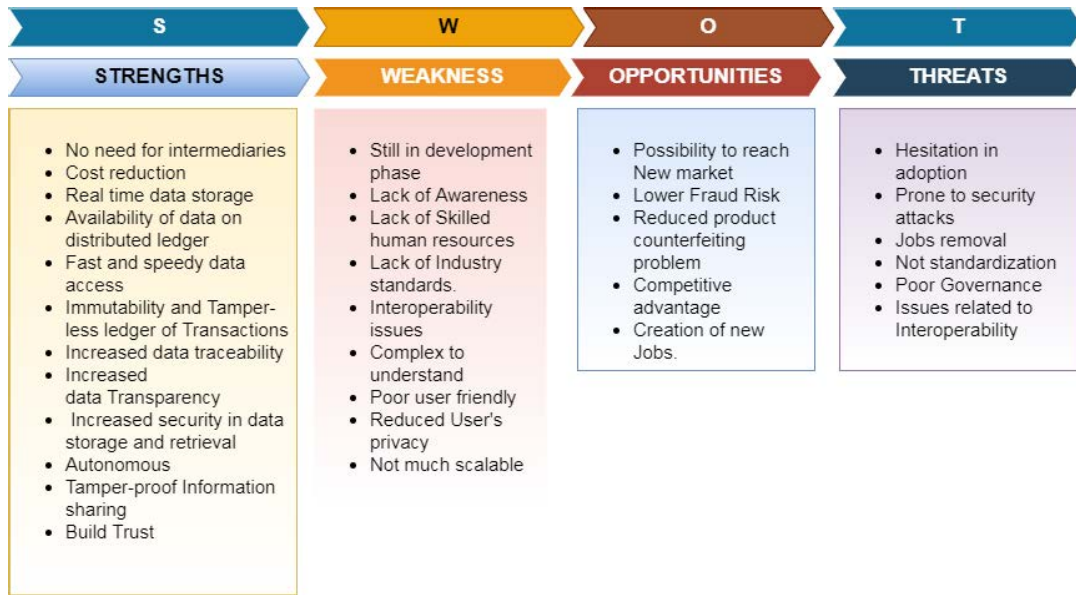 S
W
O
T
STRENGTHS
WEAKNESS
OPPORTUNITIES
THREATS
• No need for intermediaries
• Cost reduction
• Real time data storage
• Availability of data on
distributed ledger
• Fast and speedy data
access
• Immutability and Tamper-
less ledger of Transactions
• Increased data traceability
• Increased
data Transparency
• Increased security in data
storage and retrieval
• Autonomous
• Tamper-proof Information
sharing
• Build Trust
• Still in development
phase
• Lack of Awareness
• Lack of Skilled
human resources
• Lack of Industry
standards.
• Interoperability
issues
• Complex to
understand
• Poor user friendly
• Reduced User's
privacy
• Not much scalable
• Possibility to reach
New market
• Lower Fraud Risk
• Reduced product
counterfeiting
problem
• Competitive
advantage
• Creation of new
Jobs.
• Hesitation in
adoption
• Prone to security
attacks
• Jobs removal
• Not standardization
• Poor Governance
• Issues related to
Interoperability